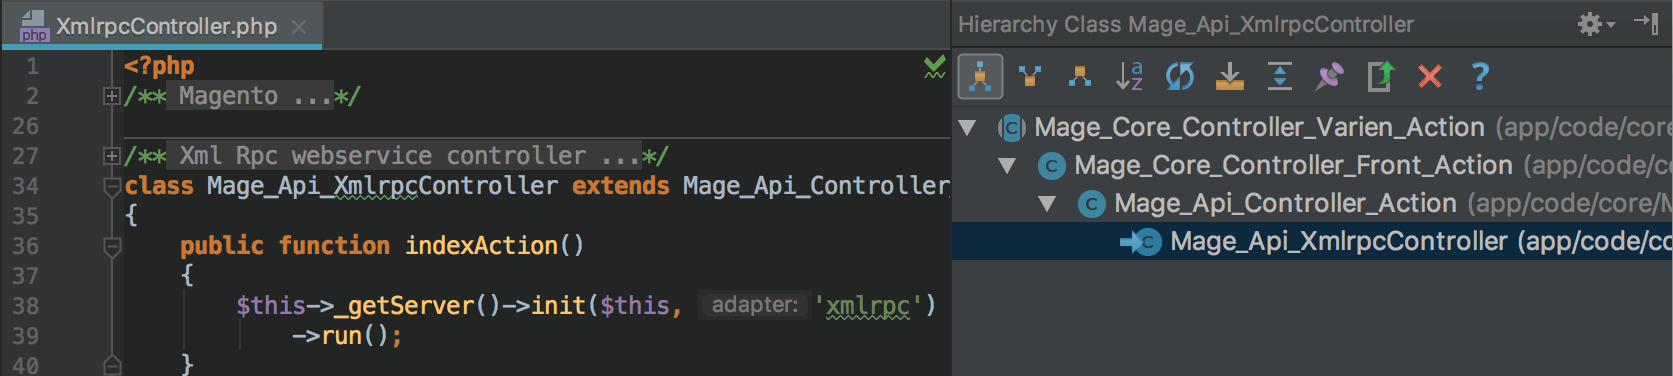 XmlrpcController.php
1 <?php
2 /** Magento ...*/
26
27 /** Xml Rpc webservice controller ...*/
34 class Mage_Api_XmlrpcController extends Mage_Api_Controller_
35 {
36 public function indexAction()
37 {
38 $this->_getServer()->init($this, adapter: 'xmlrpc')
39 ->run();
40 }
Hierarchy Class Mage_Api_XmlrpcController
Mage_Core_Controller_Varien_Action (app/code/core
Mage_Core_Controller_Front_Action (app/code/c
Mage_Api_Controller_Action (app/code/core/M
Mage_Api_XmlrpcController (app/code/co